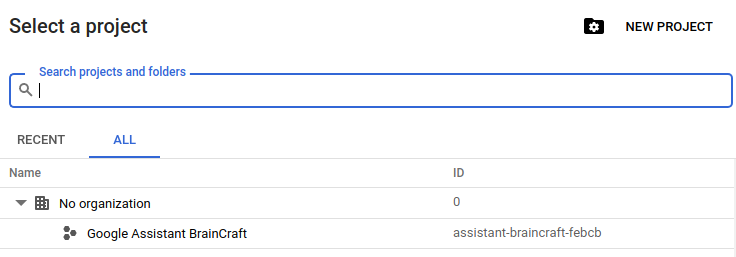 Select a project
NEW PROJECT
Search projects and folders
RECENT ALL
Name ID
No organization 0
Google Assistant BrainCraft assistant-braincraft-febcb